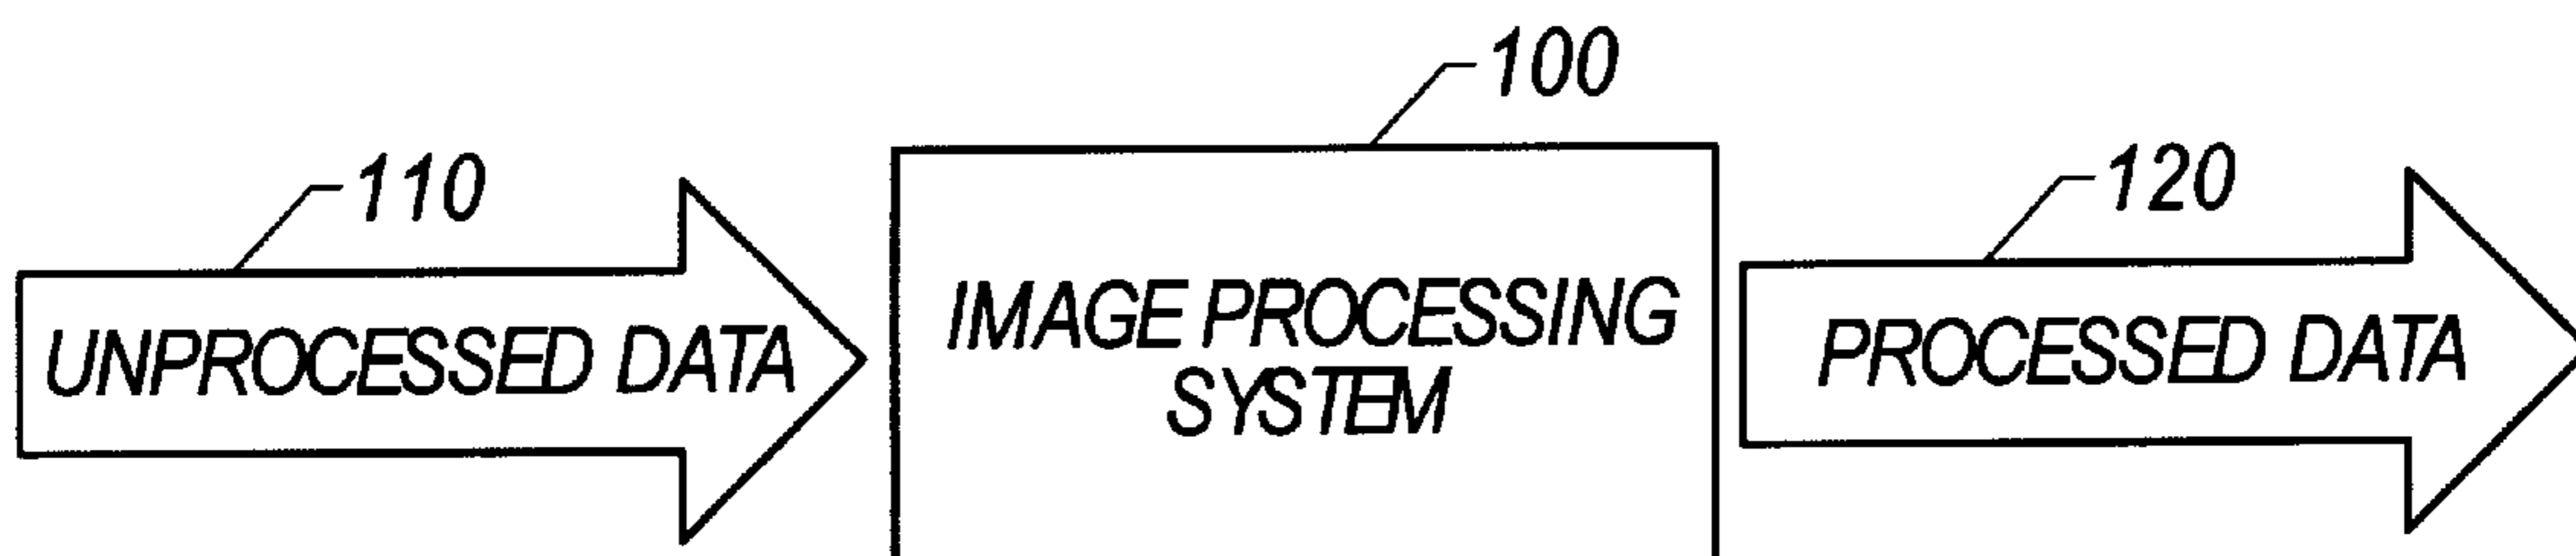 100
110
120
UNPROCESSED DATA
IMAGE PROCESSING
SYSTEM
PROCESSED DATA